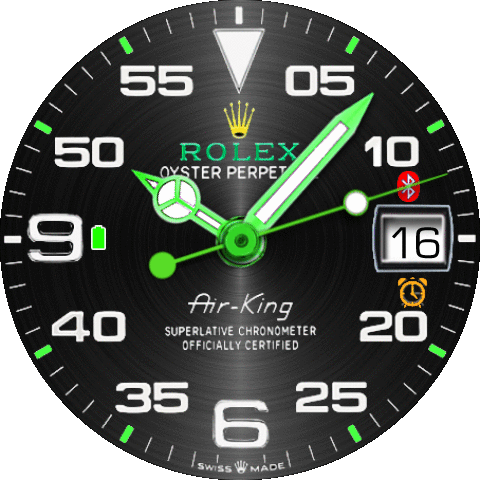 55 05
50 10
ROLEX
OYSTER PERPET
9 16
Air-King
SUPERLATIVE CHRONOMETER
OFFICIALLY CERTIFIED
40 20
35 25
6
SWISS MADE